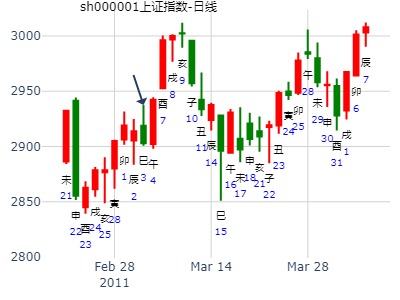 sh000001上证指数-日线
3000
2950
2900
2850
2800
未
21
申
22
酉
23
戌
24
亥
25
寅
28
卯
1
辰
2
巳
3
午
4
酉
7
戌
8
亥
9
子
10
丑
11
辰
14
巳
15
午
16
未
17
申
18
酉
21
子
22
丑
23
寅
24
卯
25
午
28
未
29
申
30
酉
31
戌
1
卯
6
辰
7
Feb 28
2011
Mar 14
Mar 28